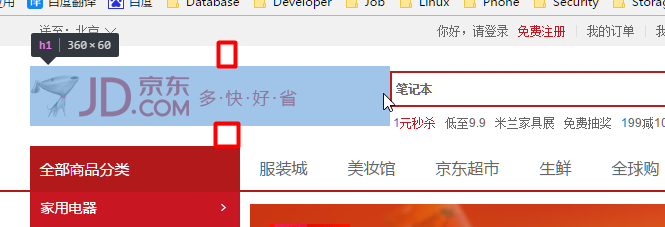 百度翻译 百度 Database Developer Job Linux Phone Security
送至：北京 你好，请登录 免费注册 我的订单
h1 360×60
JD.COM 京东 多·快·好·省
笔记本
1元秒杀 低至9.9 米兰家具展 免费抽奖 199减10
全部商品分类 服装城 美妆馆 京东超市 生鲜 全球购
家用电器 >